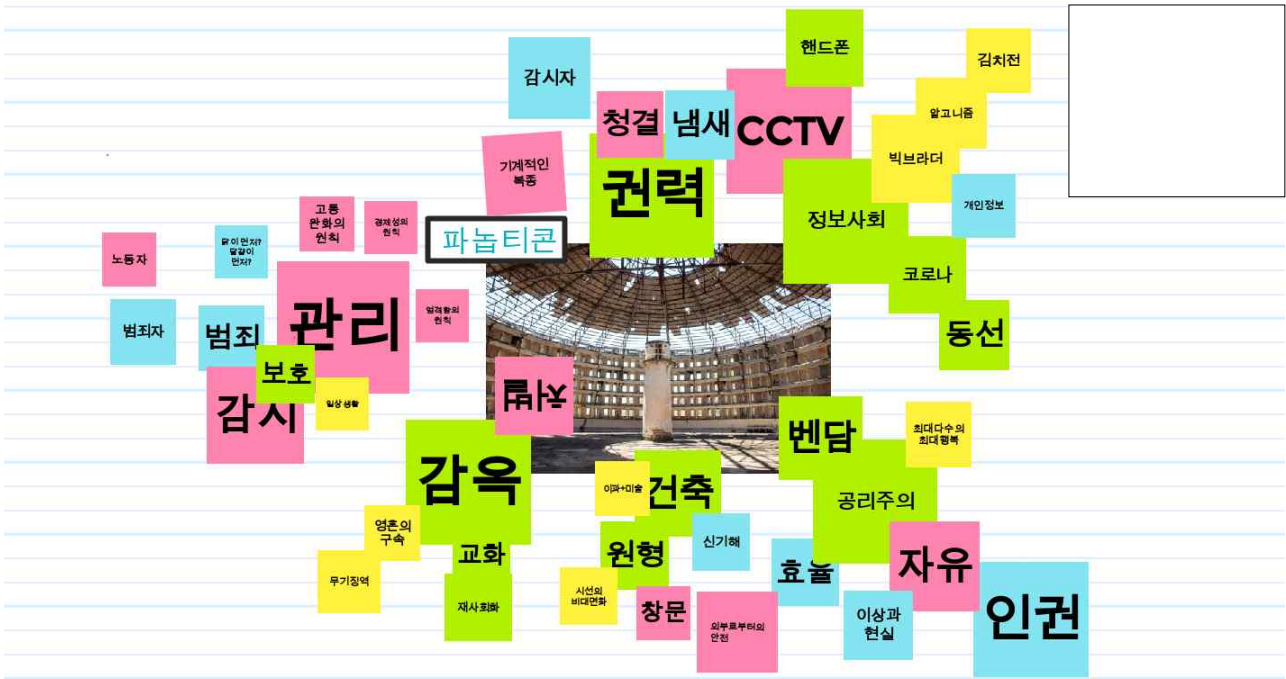 핸드폰
김치전
감시자
알고니즘
청결
냄새
CCTV
빅브라더
기계적인
복종
권력
개인정보
정보사회
고통
완화의
원칙
경제성의
원칙
파놉티콘
닭이 먼저?
달걀이
먼저?
노동자
코로나
관리
엄격함의
원칙
범죄자
범죄
동선
보호
감시
일상생활
처벌
벤담
최대다수의
최대행복
감옥
이과+미술
건축
공리주의
영혼의
구속
교화
원형
신기해
자유
효율
무기징역
시선의
비대면화
재사회화
창문
의부르부터의
안전
이상과
현실
인권